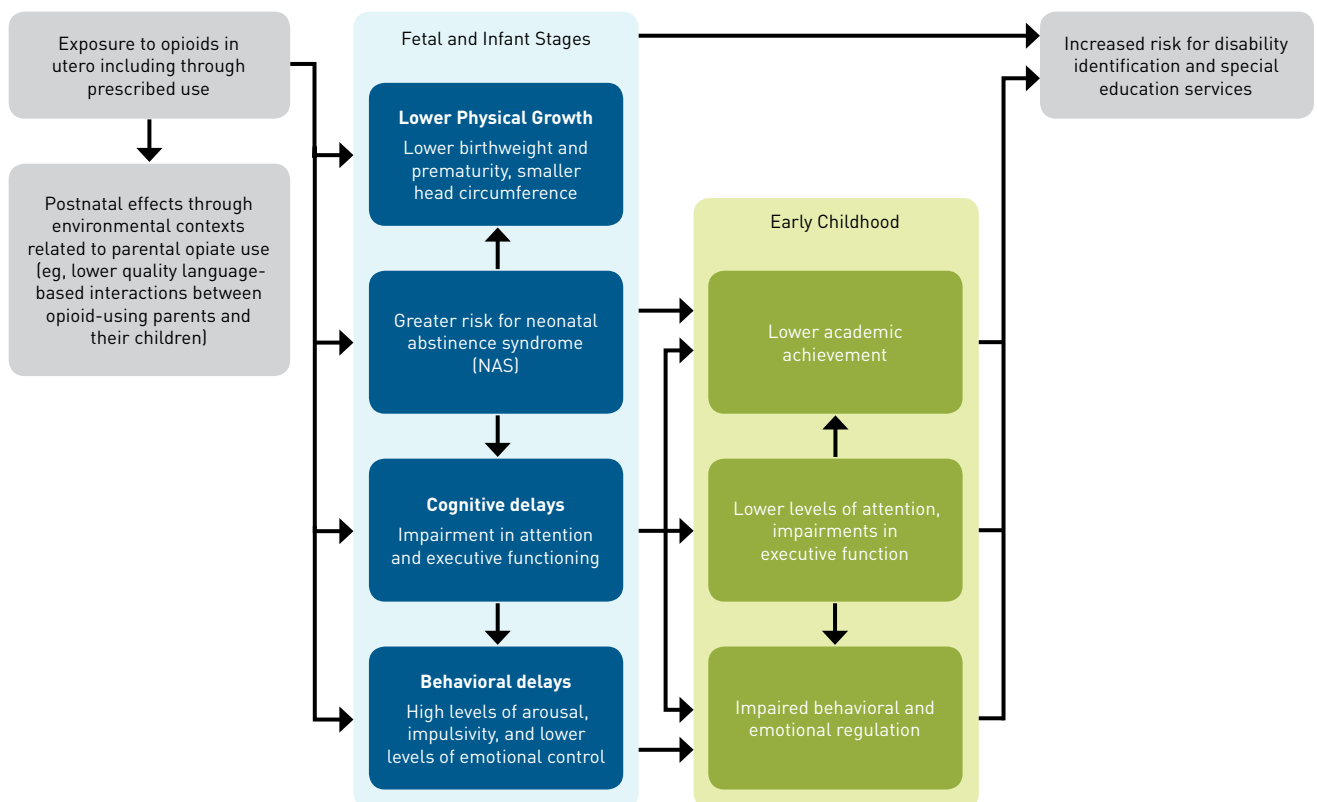 Exposure to opioids in
utero including through
prescribed use
Postnatal effects through
environmental contexts
related to parental opiate use
(eg, lower quality language-
based interactions between
opioid-using parents and
their children)
Fetal and Infant Stages
Lower Physical Growth
Lower birthweight and
prematurity, smaller
head circumference
Greater risk for neonatal
abstinence syndrome
(NAS)
Cognitive delays
Impairment in attention
and executive functioning
Behavioral delays
High levels of arousal,
impulsivity, and lower
levels of emotional control
Early Childhood
Lower academic
achievement
Lower levels of attention,
impairments in
executive function
Impaired behavioral and
emotional regulation
Increased risk for disability
identification and special
education services